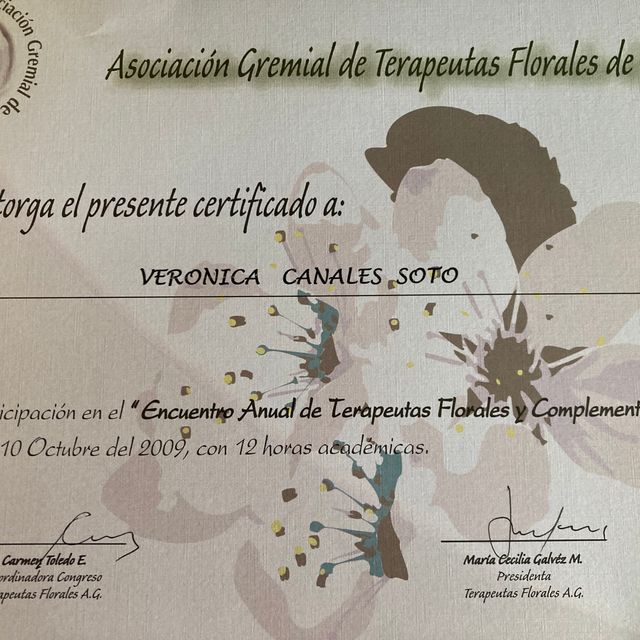 ociación Gremial de
Asociación Gremial de Terapeutas Florales de
torga el presente certificado a:
VERONICA CANALES SOTO
icipación en el " Encuentro Anual de Terapeutas Florales y Complement
10 Octubre del 2009, con 12 horas académicas.
Carmen Toledo E.
ordinadora Congreso
apeutas Florales A.G.
María Cecilia Galvéz M.
Presidenta
Terapeutas Florales A.G.